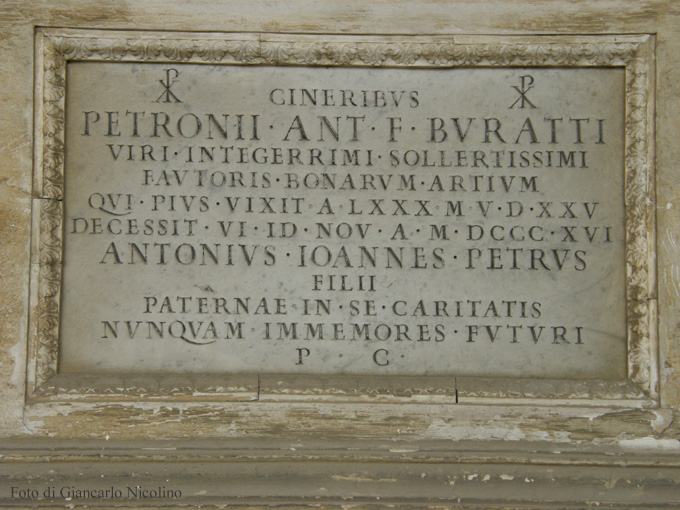 ☧ CINERIBVS ☧
PETRONII · ANT · F · BVRATTI
VIRI · INTEGERRIMI · SOLLERTISSIMI
FAVTORIS · BONARVM · ARTIVM
QVI · PIVS · VIXIT · A LXXX M V · D · XXV
DECESSIT · VI · ID · NOV · A · M · DCCCC · XVI
ANTONIVS · IOANNES · PETRVS
FILII
PATERNAE · IN · SE · CARITATIS
NVNQVAM · IMMEMORES · FVTVRI
P · C ·
Foto di Giancarlo Nicolino